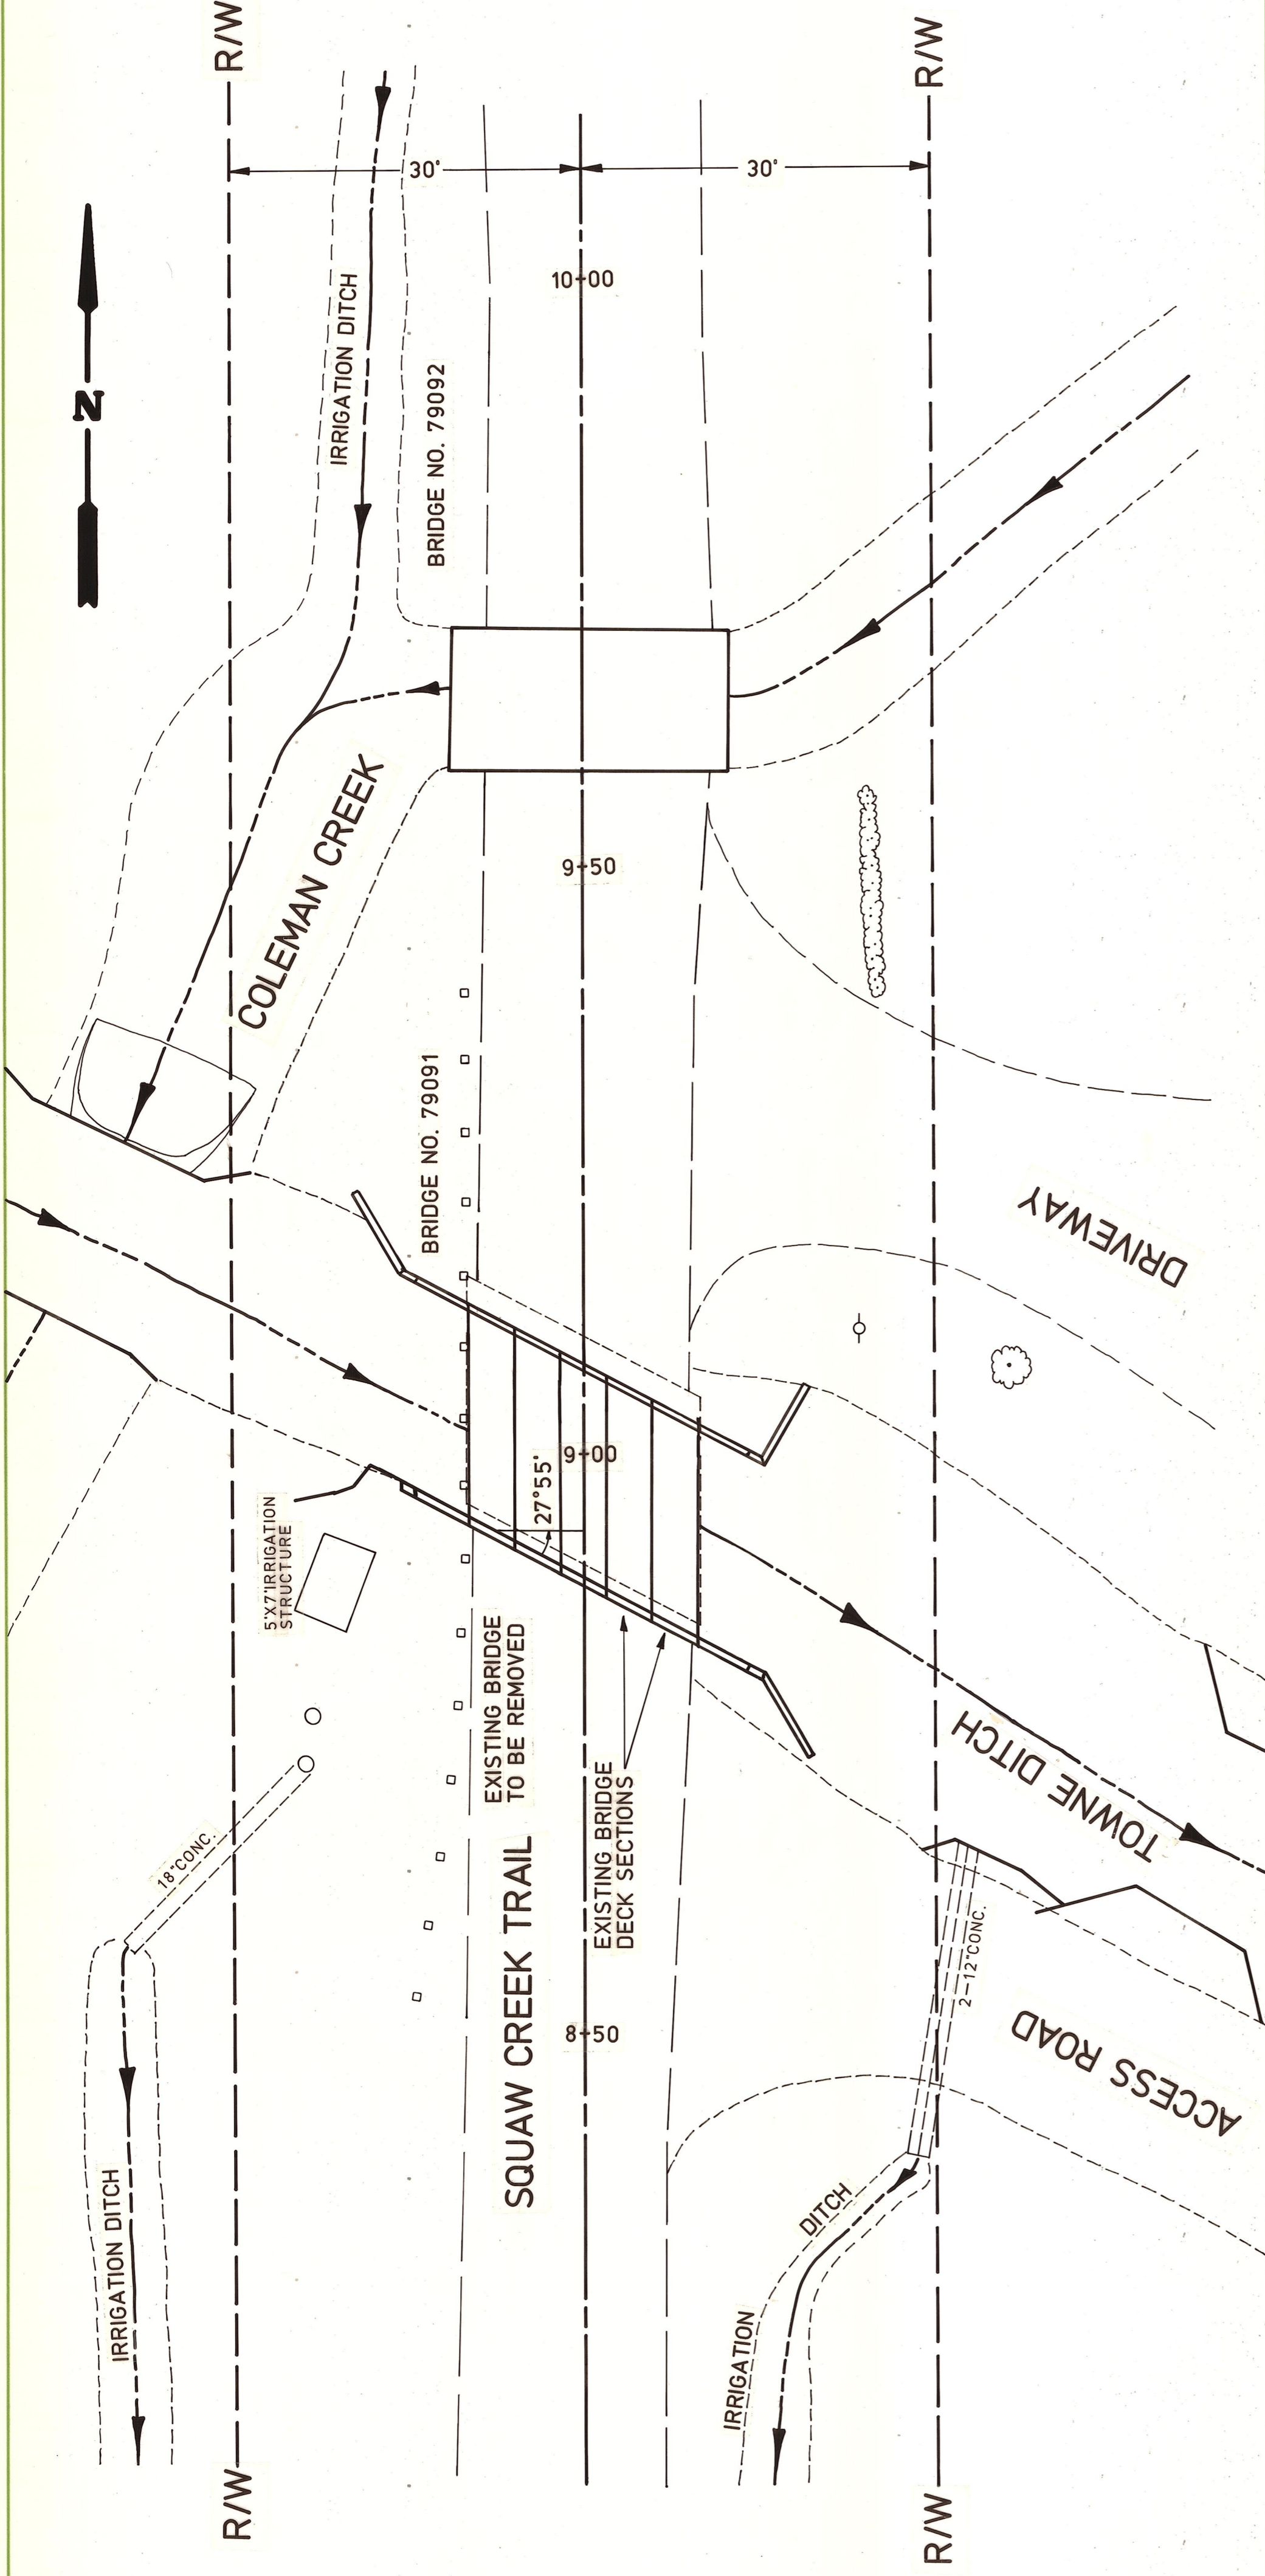 R/W
R/W
30'
30'
10+00
N
IRRIGATION DITCH
BRIDGE NO. 79092
COLEMAN CREEK
9+50
BRIDGE NO. 79091
DRIVEWAY
9+00
27°55'
5'X7' IRRIGATION
STRUCTURE
EXISTING BRIDGE
TO BE REMOVED
EXISTING BRIDGE
DECK SECTIONS
TOWNE DITCH
18" CONC.
SQUAW CREEK TRAIL
2-12" CONC.
8+50
ACCESS ROAD
IRRIGATION DITCH
IRRIGATION DITCH
R/W
R/W